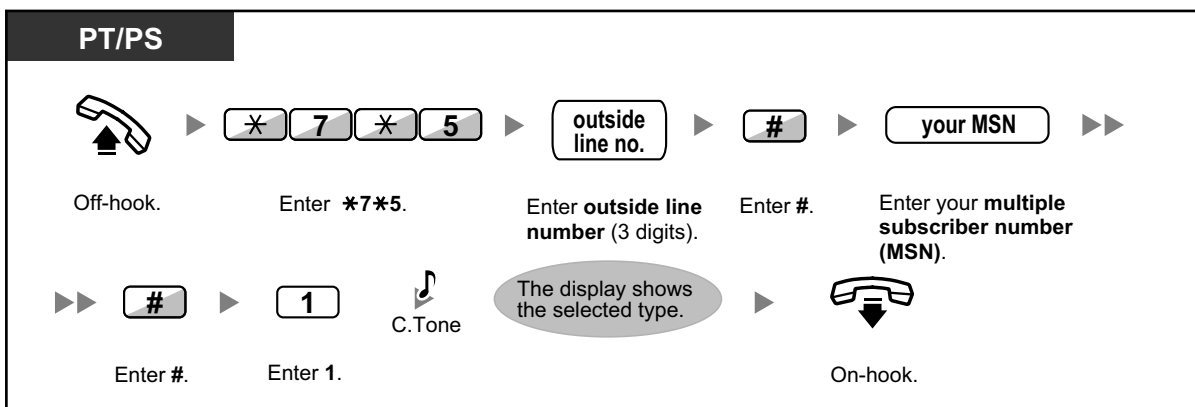 PT/PS
✳ 7 ✳ 5
outside
line no.
#
your MSN
Off-hook.
Enter ✳7✳5.
Enter outside line
number (3 digits).
Enter #.
Enter your multiple
subscriber number
(MSN).
#
1
C.Tone
The display shows
the selected type.
Enter #.
Enter 1.
On-hook.